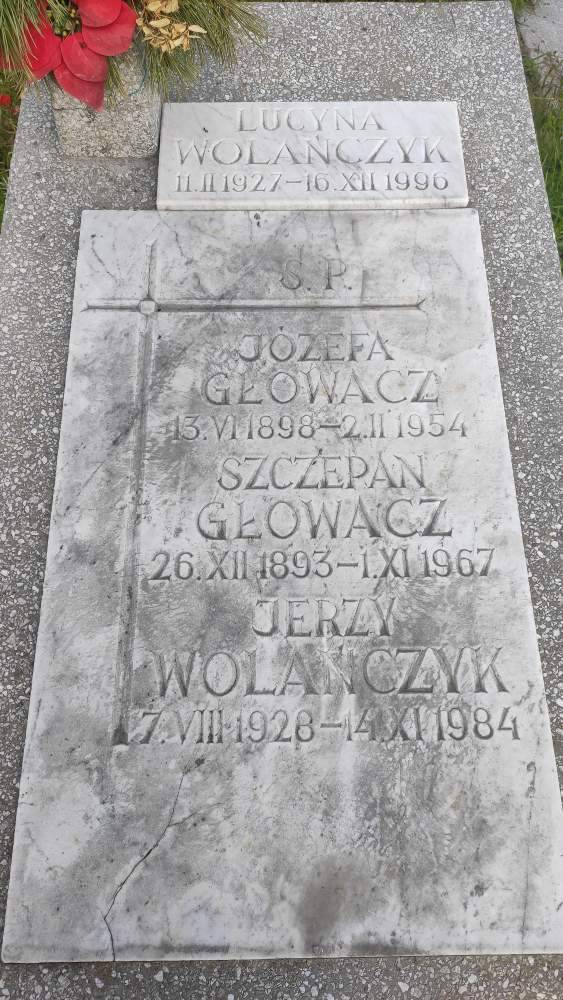 LUCYNA
WOLAŃCZYK
11.II 1927-16.XII 1996
Ś. P.
JÓZEFA
GŁOWACZ
13.VI 1898-2.II 1954
SZCZEPAN
GŁOWACZ
26.XII 1893-1.XI 1967
JERZY
WOLAŃCZYK
7.VIII 1928-14.XI 1984